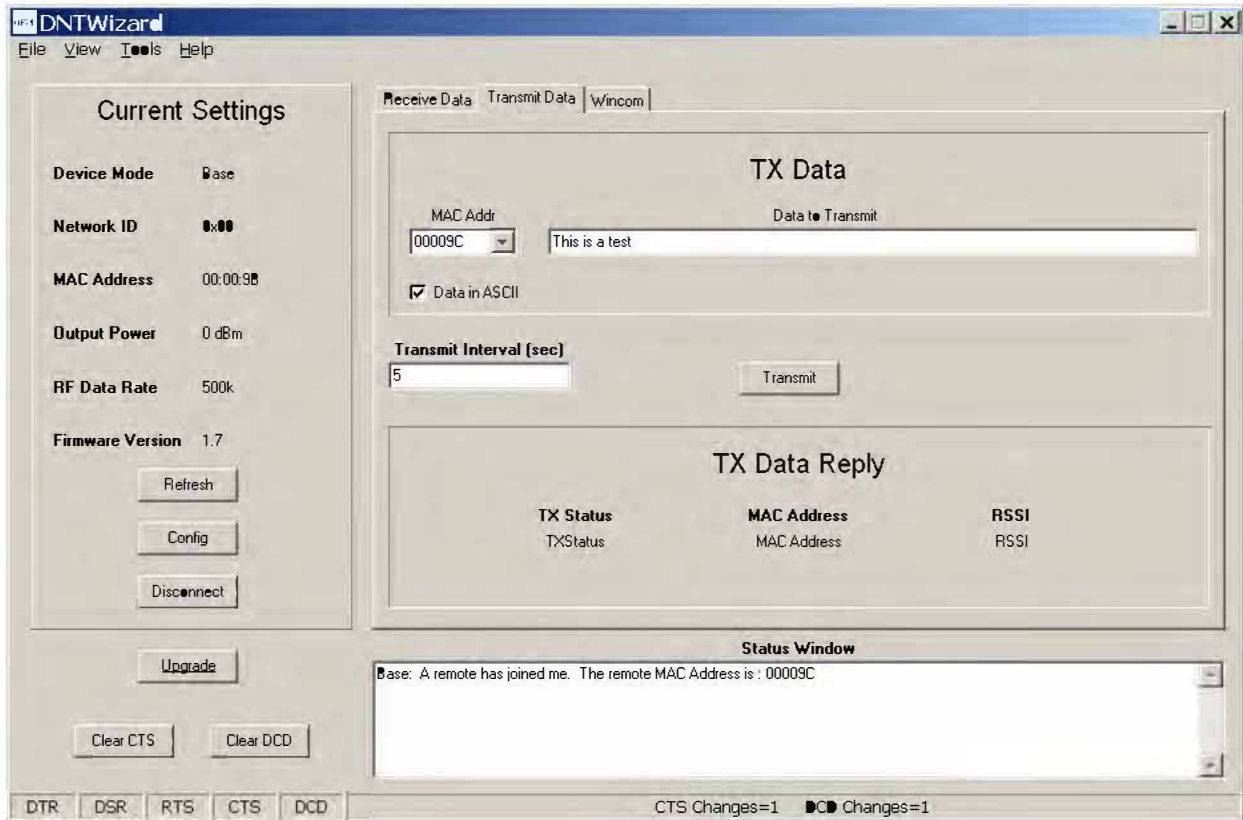 DNTWizard
File View Tools Help
Current Settings
Device Mode Base
Network ID 0x00
MAC Address 00:00:9B
Output Power 0 dBm
RF Data Rate 500k
Firmware Version 1.7
Refresh
Config
Disconnect
Upgrade
Clear CTS Clear DCD
Receive Data Transmit Data Wincom
TX Data
MAC Addr Data to Transmit
00009C This is a test
Data in ASCII
Transmit Interval (sec)
5
Transmit
TX Data Reply
TX Status MAC Address RSSI
TXStatus MAC Address RSSI
Status Window
Base: A remote has joined me. The remote MAC Address is : 00009C
DTR DSR RTS CTS DCD CTS Changes=1 DCD Changes=1